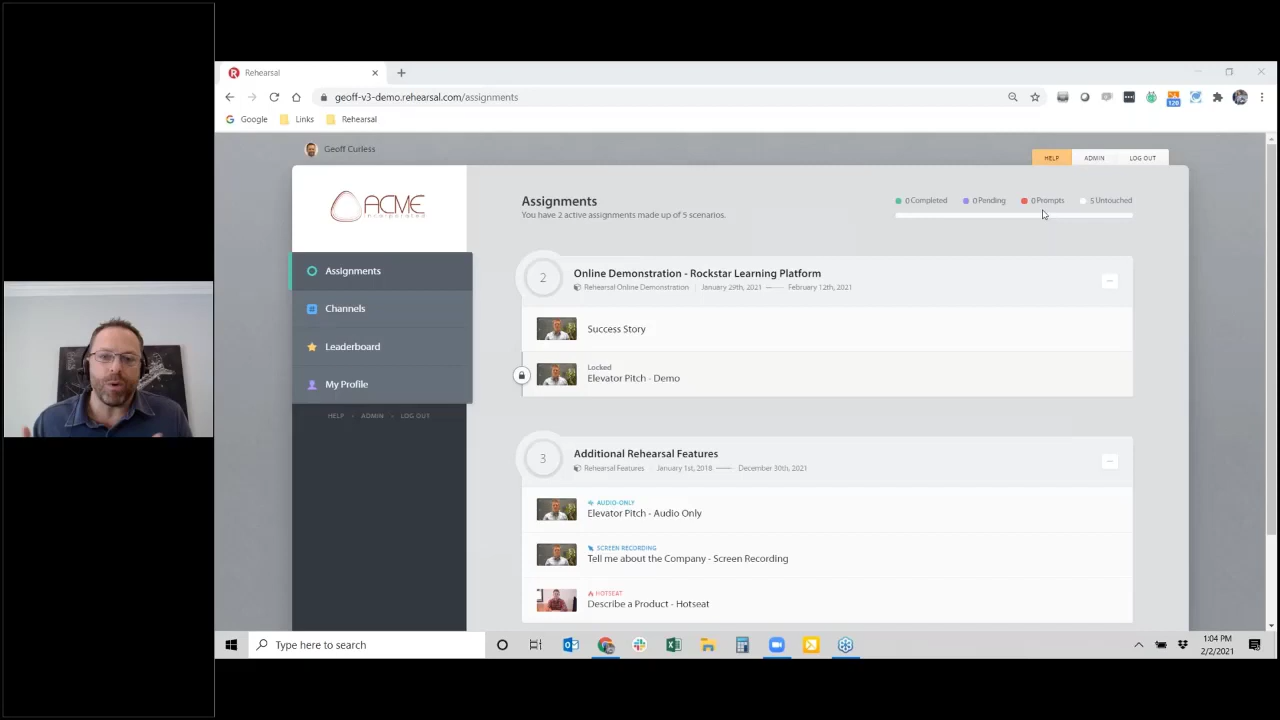 Rehearsal
geoff-v3-demo.rehearsal.com/assignments
120
Google Links Rehearsal
Geoff Curless
HELP ADMIN LOG OUT
ACME
incorporated
Assignments
Channels
Leaderboard
My Profile
HELP ADMIN LOG OUT
Assignments
You have 2 active assignments made up of 5 scenarios.
0 Completed 0 Pending 0 Prompts 5 Untouched
2
Online Demonstration - Rockstar Learning Platform
Rehearsal Online Demonstration January 29th, 2021 February 12th, 2021
Success Story
Locked
Elevator Pitch - Demo
3
Additional Rehearsal Features
Rehearsal Features January 1st, 2018 December 30th, 2021
AUDIO-ONLY
Elevator Pitch - Audio Only
SCREEN RECORDING
Tell me about the Company - Screen Recording
HOTSEAT
Describe a Product - Hotseat
Type here to search
1:04 PM
2/2/2021